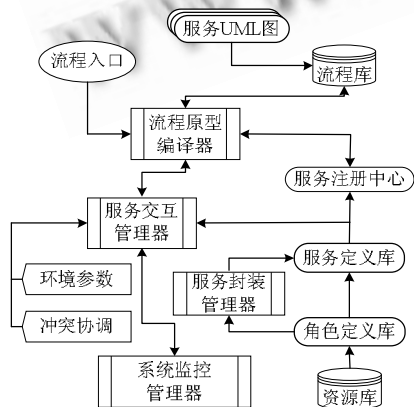 服务UML图
流程入口
流程库
流程原型
编译器
服务注册中心
服务交互
管理器
服务定义库
环境参数
服务封装
管理器
冲突协调
角色定义库
系统监控
管理器
资源库